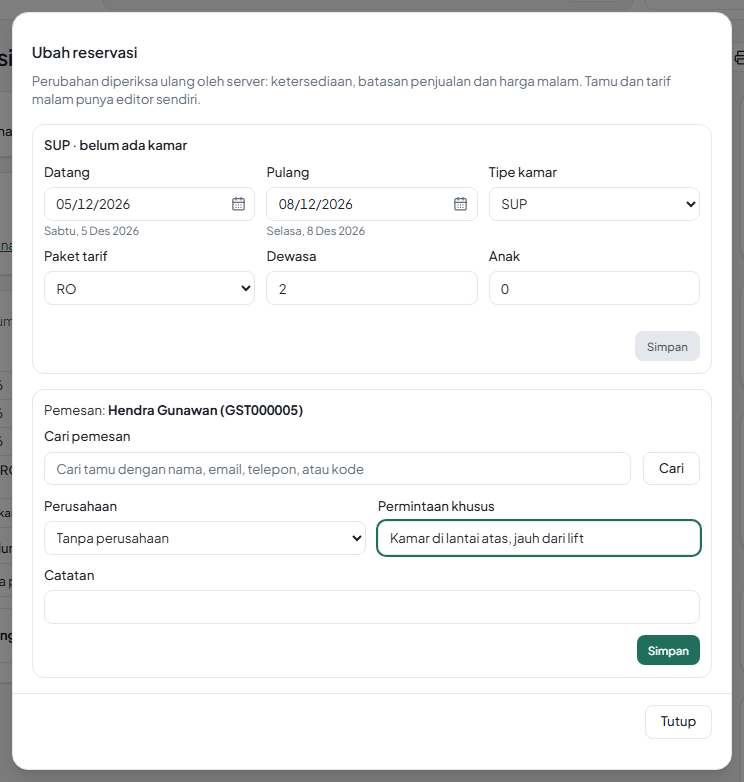 Ubah reservasi
Perubahan diperiksa ulang oleh server: ketersediaan, batasan penjualan dan harga malam. Tamu dan tarif
malam punya editor sendiri.
SUP · belum ada kamar
Datang Pulang Tipe kamar
05/12/2026 08/12/2026 SUP
Sabtu, 5 Des 2026 Selasa, 8 Des 2026
Paket tarif Dewasa Anak
RO 2 0
Simpan
Pemesan: Hendra Gunawan (GST000005)
Cari pemesan
Cari tamu dengan nama, email, telepon, atau kode Cari
Perusahaan Permintaan khusus
Tanpa perusahaan Kamar di lantai atas, jauh dari lift
Catatan
Simpan
Tutup